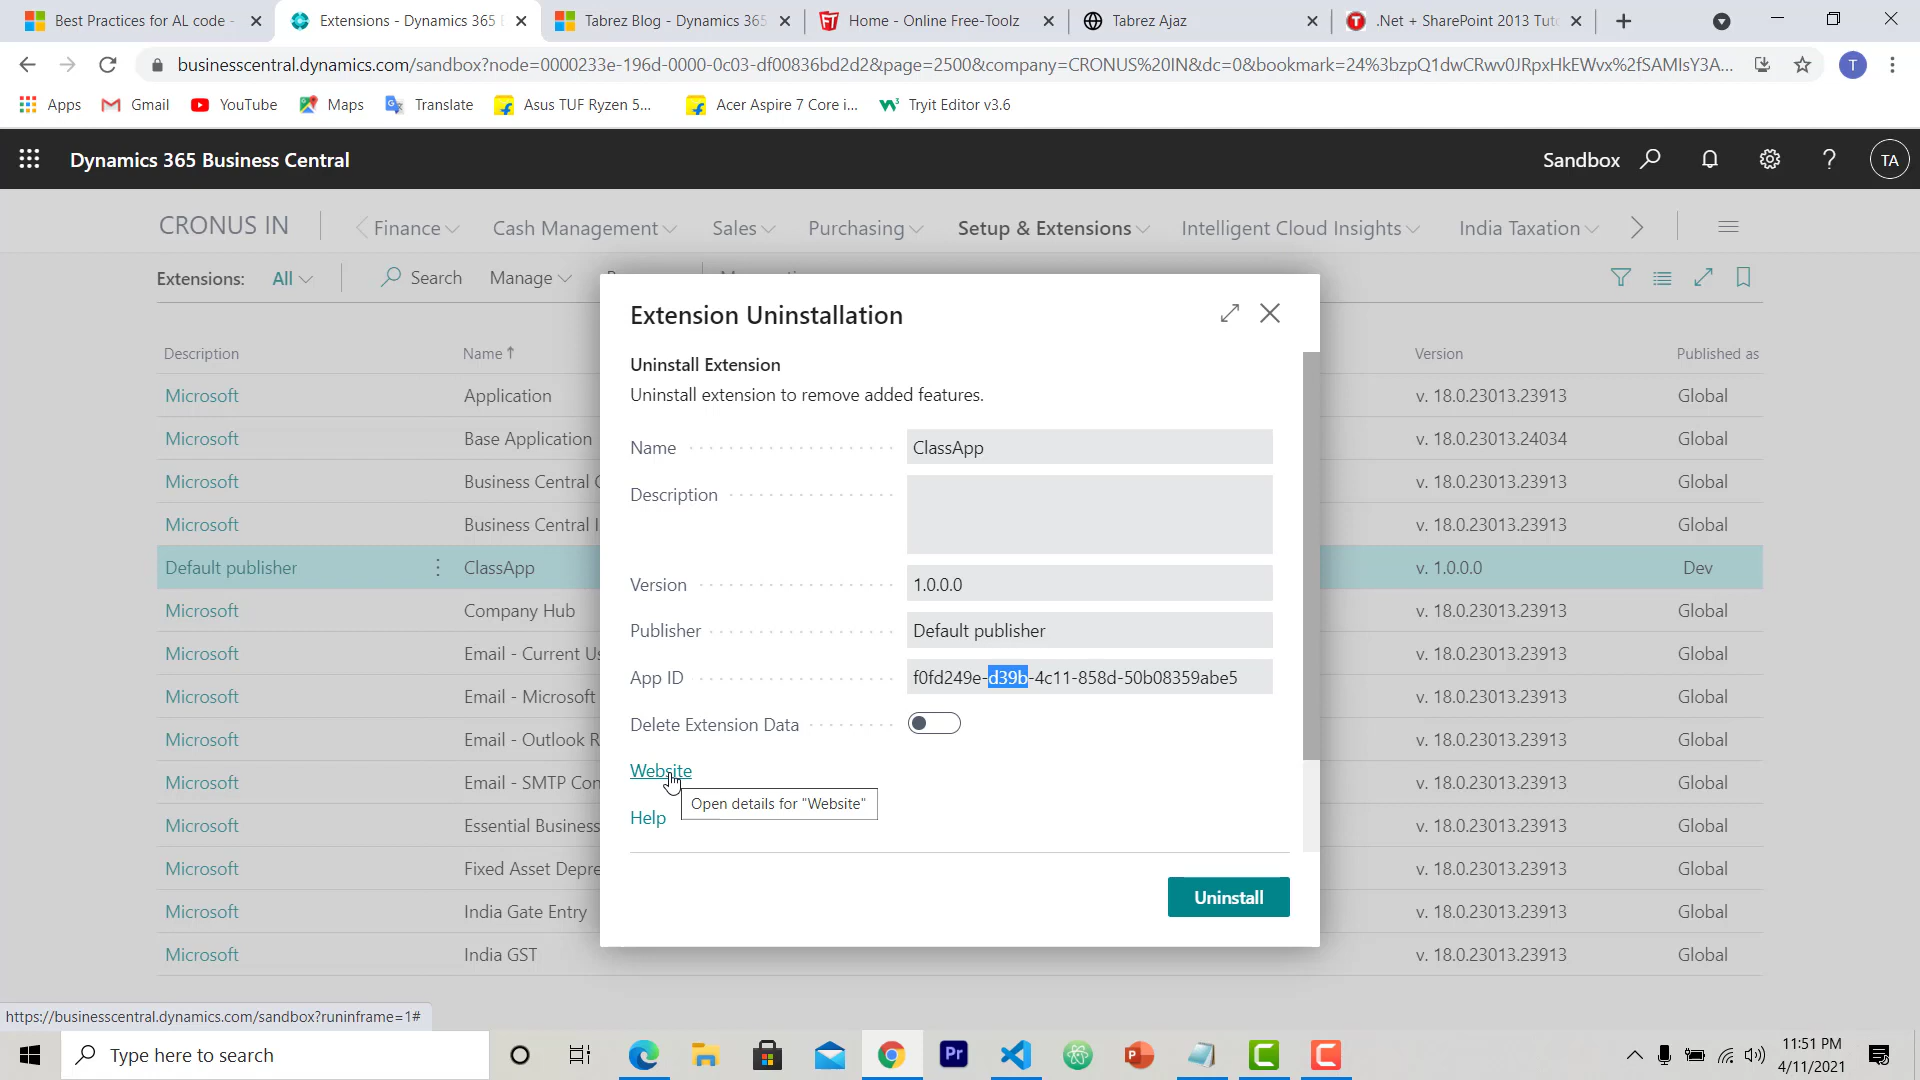 Best Practices for AL code -
Extensions - Dynamics 365
Tabrez Blog - Dynamics 365
Home - Online Free-Toolz
Tabrez Ajaz
.Net + SharePoint 2013 Tut
businesscentral.dynamics.com/sandbox?node=0000233e-196d-0000-0c03-df00836bd2d2&page=2500&company=CRONUS%20IN&dc=0&bookmark=24%3bzpQ1dwCRwv0JRpxHkEWvx%2fSAMIsY3A...
T
Apps
Gmail
YouTube
Maps
Translate
Asus TUF Ryzen 5...
Acer Aspire 7 Core i...
Tryit Editor v3.6
Dynamics 365 Business Central
Sandbox
TA
CRONUS IN
Finance
Cash Management
Sales
Purchasing
Setup & Extensions
Intelligent Cloud Insights
India Taxation
Extensions:
All
Search
Manage
Description
Name
Version
Published as
Microsoft Application v. 18.0.23013.23913 Global
Microsoft Base Application v. 18.0.23013.24034 Global
Microsoft Business Central v. 18.0.23013.23913 Global
Microsoft Business Central v. 18.0.23013.23913 Global
Default publisher ClassApp v. 1.0.0.0 Dev
Microsoft Company Hub v. 18.0.23013.23913 Global
Microsoft Email - Current Us v. 18.0.23013.23913 Global
Microsoft Email - Microsoft v. 18.0.23013.23913 Global
Microsoft Email - Outlook R v. 18.0.23013.23913 Global
Microsoft Email - SMTP Con v. 18.0.23013.23913 Global
Microsoft Essential Business v. 18.0.23013.23913 Global
Microsoft Fixed Asset Depre v. 18.0.23013.23913 Global
Microsoft India Gate Entry v. 18.0.23013.23913 Global
Microsoft India GST v. 18.0.23013.23913 Global
Extension Uninstallation
Uninstall Extension
Uninstall extension to remove added features.
Name ClassApp
Description
Version 1.0.0.0
Publisher Default publisher
App ID f0fd249e-d39b-4c11-858d-50b08359abe5
Delete Extension Data
Website
Open details for "Website"
Help
Uninstall
https://businesscentral.dynamics.com/sandbox?runinframe=1#
Type here to search
Pr
11:51 PM
4/11/2021